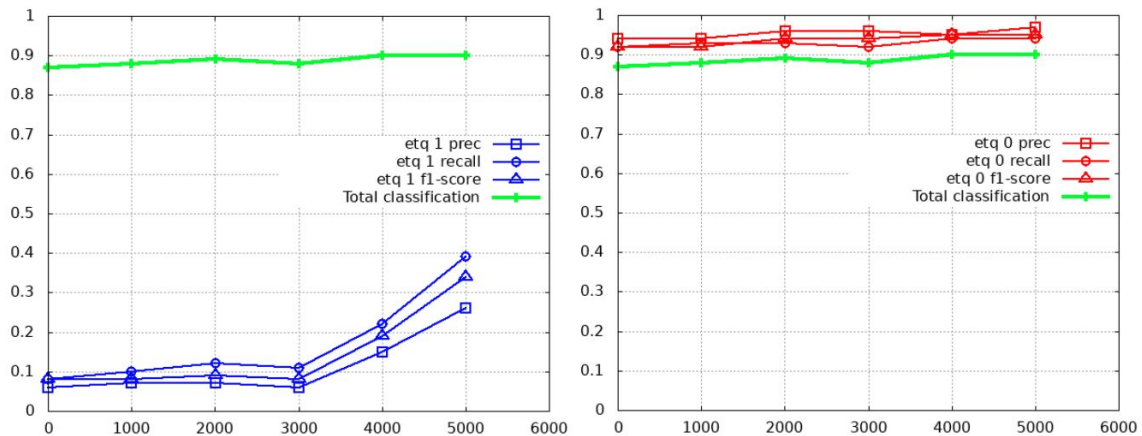 1
0.9
0.8
0.7
0.6
0.5
0.4
0.3
0.2
0.1
0
0 1000 2000 3000 4000 5000 6000
etq 1 prec
etq 1 recall
etq 1 f1-score
Total classification
1
0.9
0.8
0.7
0.6
0.5
0.4
0.3
0.2
0.1
0
0 1000 2000 3000 4000 5000 6000
etq 0 prec
etq 0 recall
etq 0 f1-score
Total classification